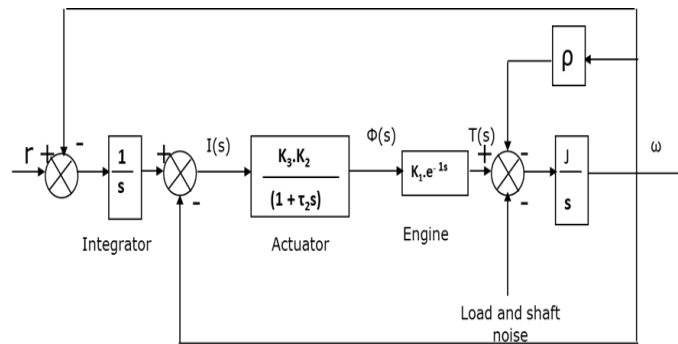 ρ
r
+
-
1
s
Integrator
+
-
I(s)
K₃.K₂
(1 + τ₂s)
Actuator
Φ(s)
K₁.e⁻ ¹ˢ
Engine
T(s)
+
-
-
J
s
ω
Load and shaft
noise